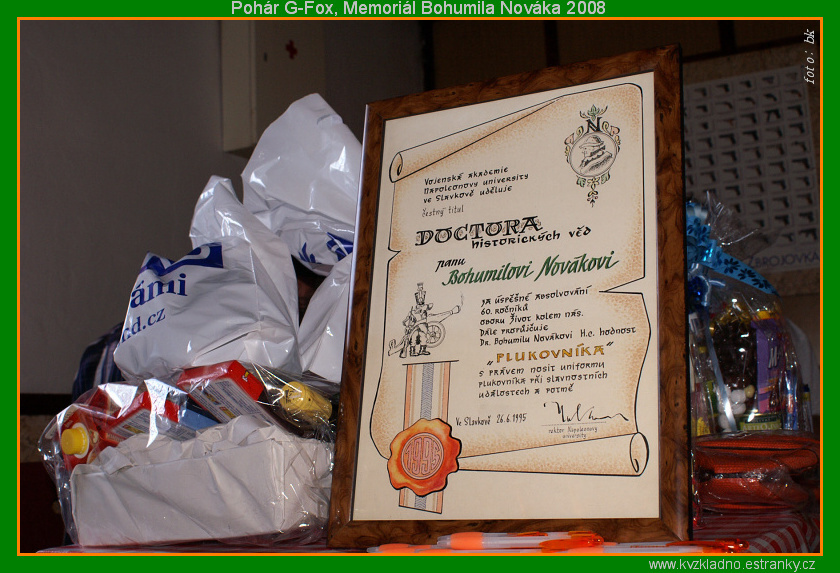 Pohár G-Fox, Memoriál Bohumila Nováka 2008
foto: bk
ZBROJOVKA
Vojenská akademie
Napoleonovy university
ve Slavkově uděluje
čestný titul
N
DOCTORA
historických věd
panu
Bohumilovi Novákovi
za úspěšné absolvování
60. ročníků
oboru Život kolem nás.
Dále propůjčuje
Dr. Bohumilu Novákovi H.c. hodnost
„PLUKOVNÍKA"
s právem nosit uniformu
plukovníka při slavnostních
událostech a potmě
Ve Slavkově 26.6.1995
rektor Napoleonovy
university
1995
ámi
d.cz
www.kvzkladno.estranky.cz